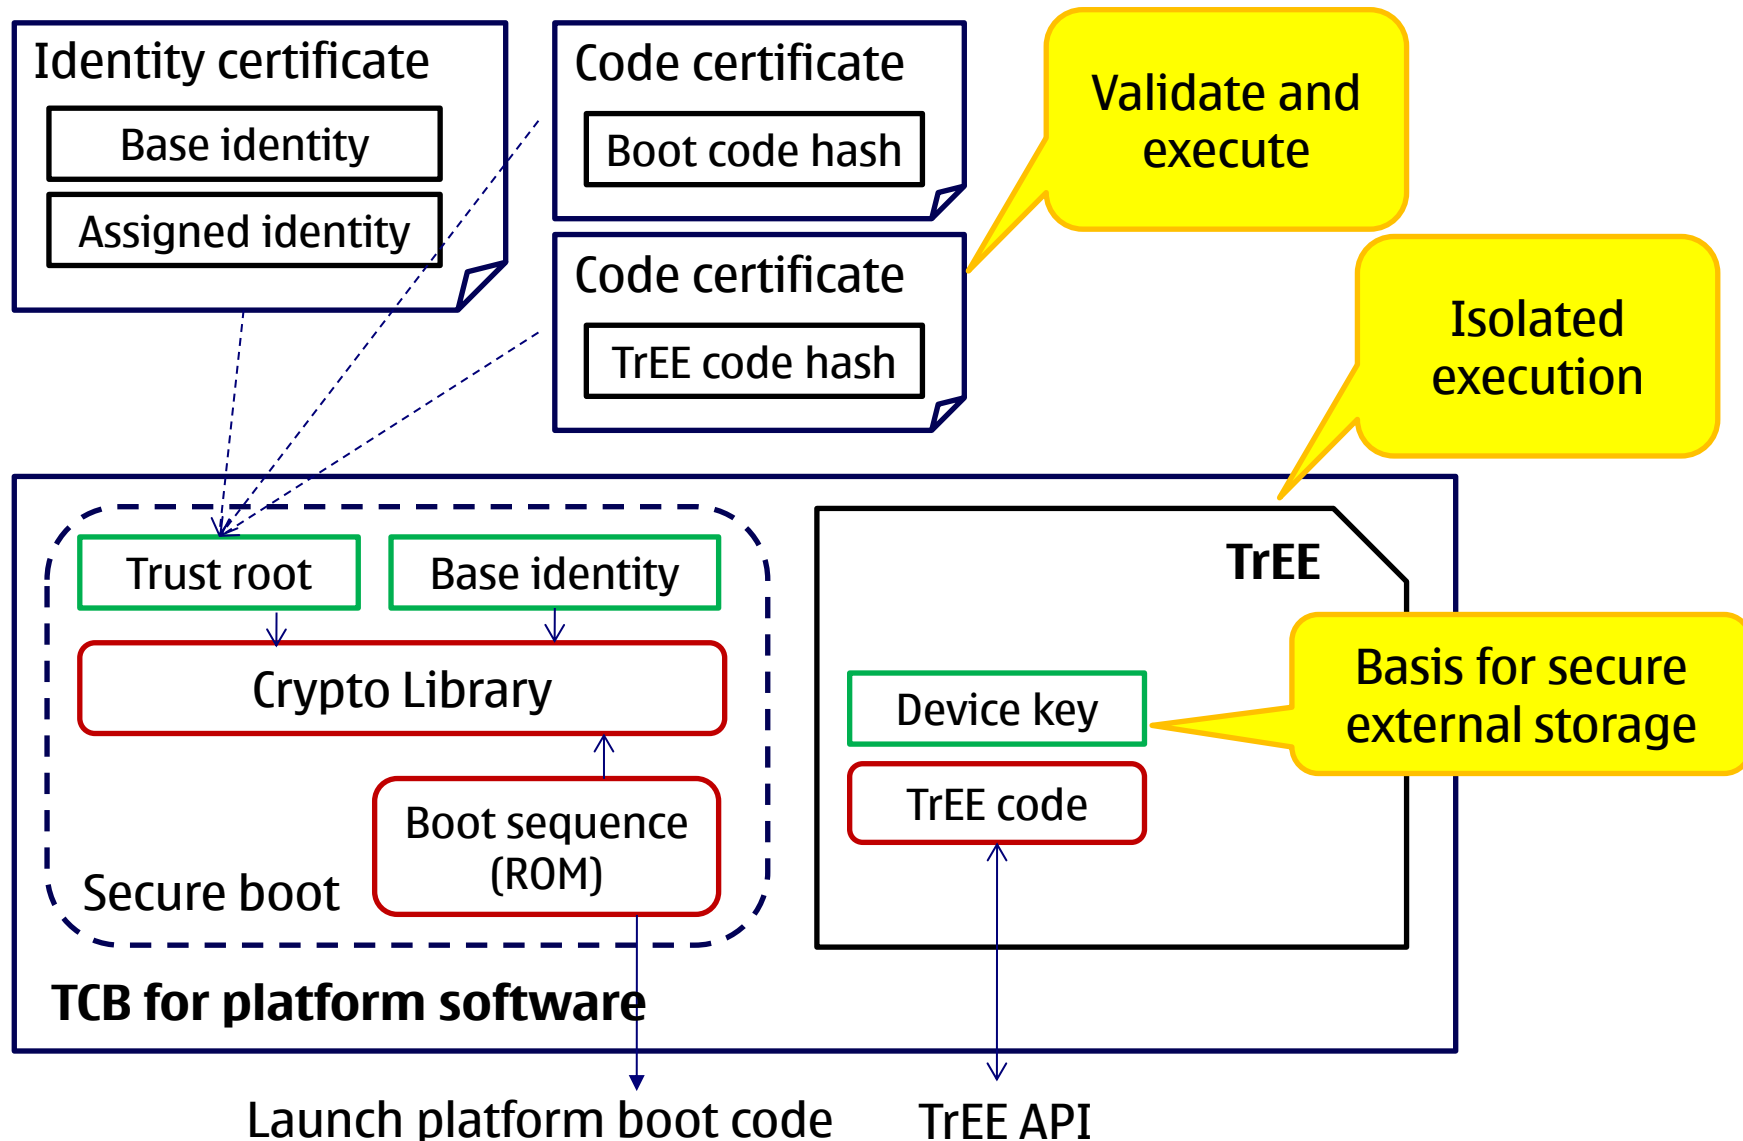 Identity certificate
Base identity
Assigned identity
Code certificate
Boot code hash
Code certificate
TrEE code hash
Validate and
execute
Isolated
execution
Trust root
Base identity
Crypto Library
Boot sequence
(ROM)
Secure boot
TCB for platform software
TrEE
Device key
TrEE code
Basis for secure
external storage
Launch platform boot code
TrEE API